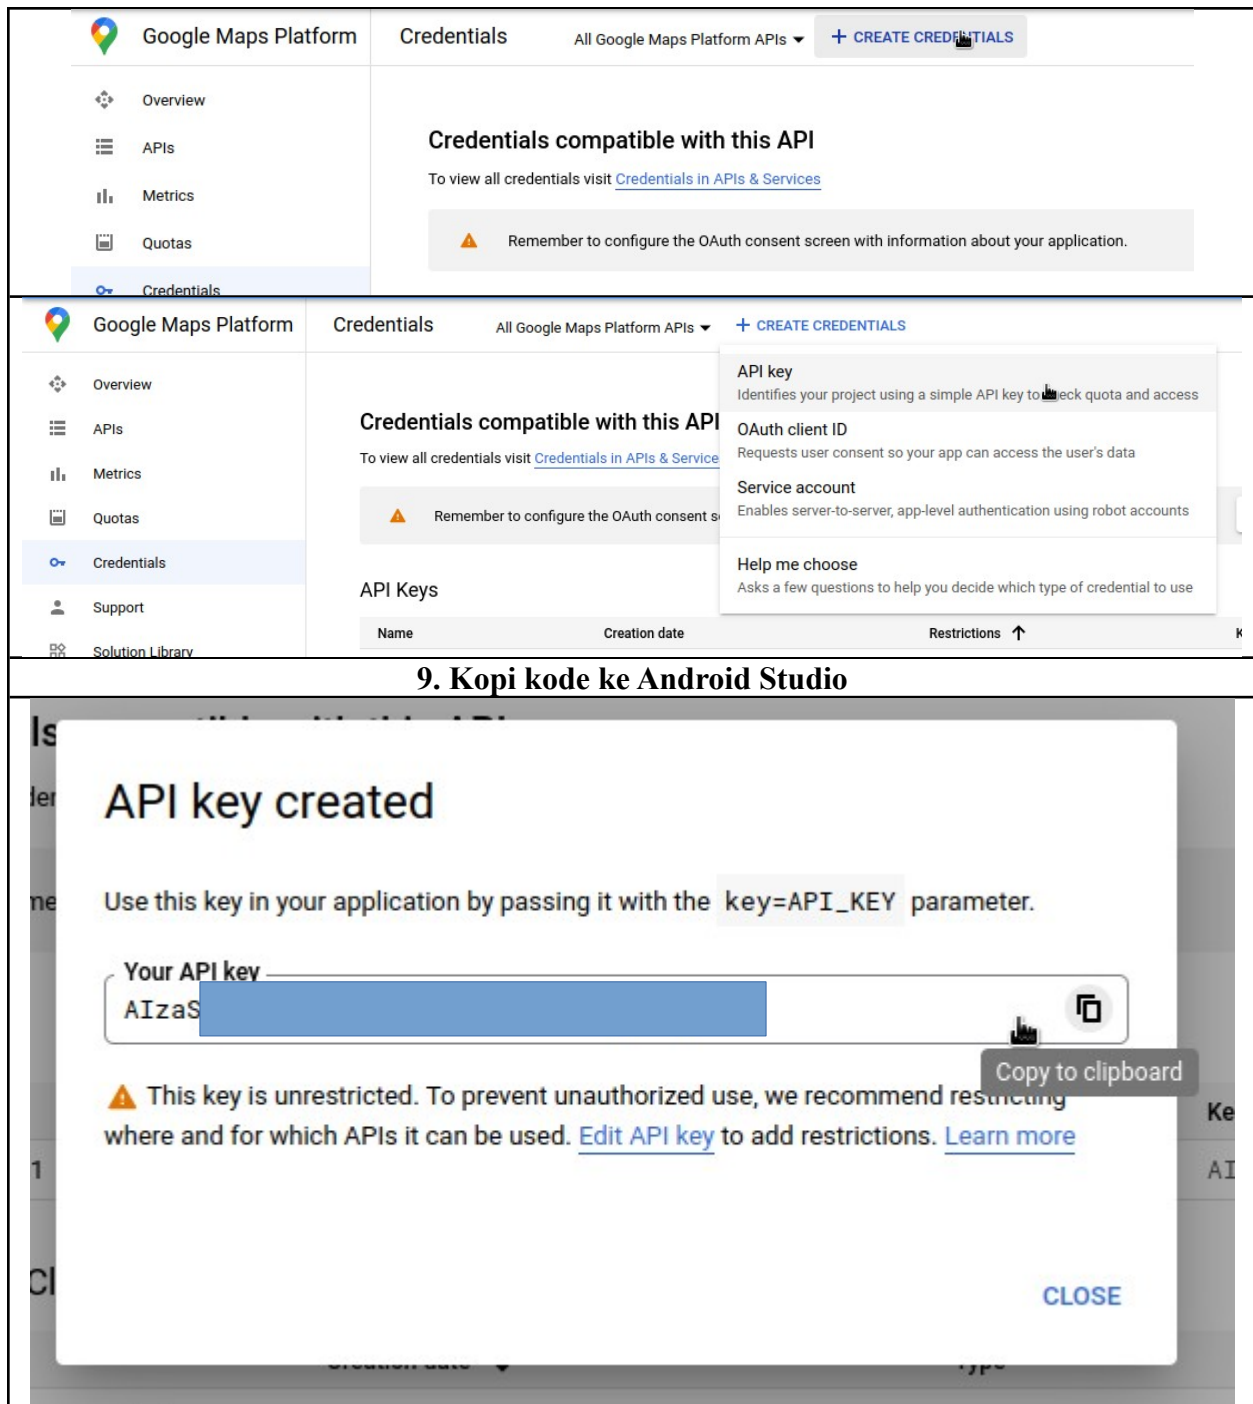 Google Maps Platform
Credentials
All Google Maps Platform APIs
+ CREATE CREDENTIALS
Overview
APIs
Metrics
Quotas
Credentials
Credentials compatible with this API
To view all credentials visit Credentials in APIs & Services
Remember to configure the OAuth consent screen with information about your application.
Google Maps Platform
Credentials
All Google Maps Platform APIs
+ CREATE CREDENTIALS
Overview
APIs
Metrics
Quotas
Credentials
Support
Solution Library
Credentials compatible with this API
To view all credentials visit Credentials in APIs & Service
Remember to configure the OAuth consent s
API key
Identifies your project using a simple API key to check quota and access
OAuth client ID
Requests user consent so your app can access the user's data
Service account
Enables server-to-server, app-level authentication using robot accounts
Help me choose
Asks a few questions to help you decide which type of credential to use
API Keys
Name Creation date Restrictions K
9. Kopi kode ke Android Studio
API key created
Use this key in your application by passing it with the key=API_KEY parameter.
Your API key
AIzaS
Copy to clipboard
This key is unrestricted. To prevent unauthorized use, we recommend restricting
where and for which APIs it can be used. Edit API key to add restrictions. Learn more
Ke
1
AI
Cl
CLOSE